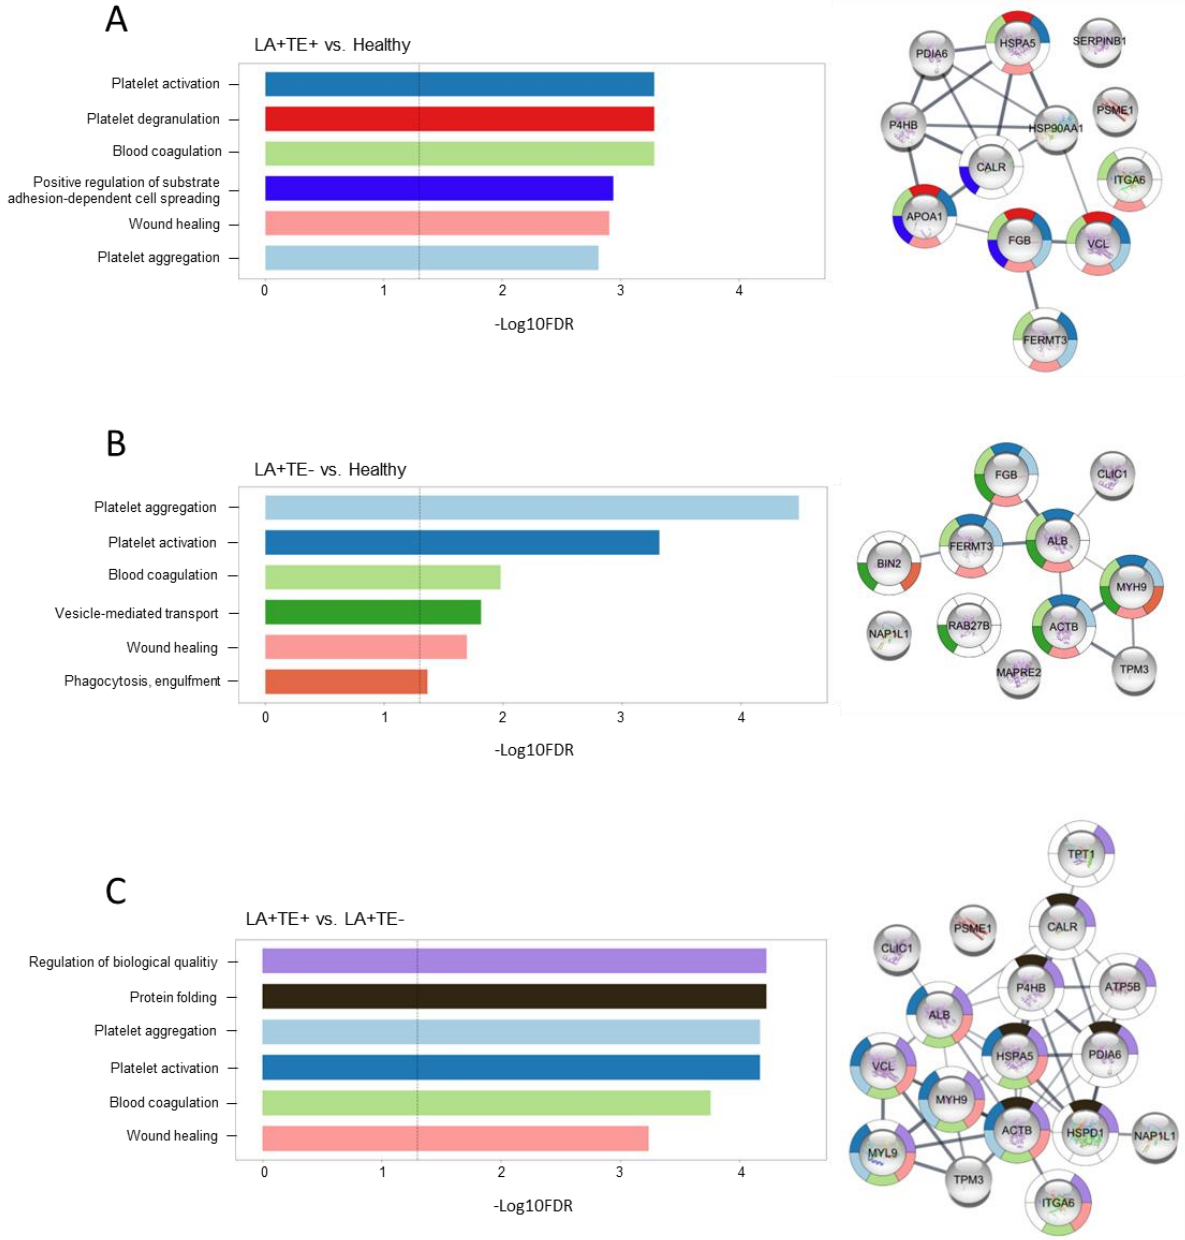 A
LA+TE+ vs. Healthy
Platelet activation
Platelet degranulation
Blood coagulation
Positive regulation of substrate
adhesion-dependent cell spreading
Wound healing
Platelet aggregation
0 1 2 3 4
-Log10FDR
PDIA6
HSPA5
SERPINB1
P4HB
HSP90AA1
PSME1
CALR
ITGA6
APOA1
FGB
VCL
FERMT3
B
LA+TE- vs. Healthy
Platelet aggregation
Platelet activation
Blood coagulation
Vesicle-mediated transport
Wound healing
Phagocytosis, engulfment
0 1 2 3 4
-Log10FDR
FGB
CLIC1
BIN2
FERMT3
ALB
MYH9
NAP1L1
RAB27B
ACTB
MAPRE2
TPM3
C
LA+TE+ vs. LA+TE-
Regulation of biological qualitiy
Protein folding
Platelet aggregation
Platelet activation
Blood coagulation
Wound healing
0 1 2 3 4
-Log10FDR
TPT1
PSME1
CALR
CLIC1
P4HB
ATP5B
ALB
HSPA5
PDIA6
VCL
MYH9
ACTB
HSPD1
NAP1L1
MYL9
TPM3
ITGA6